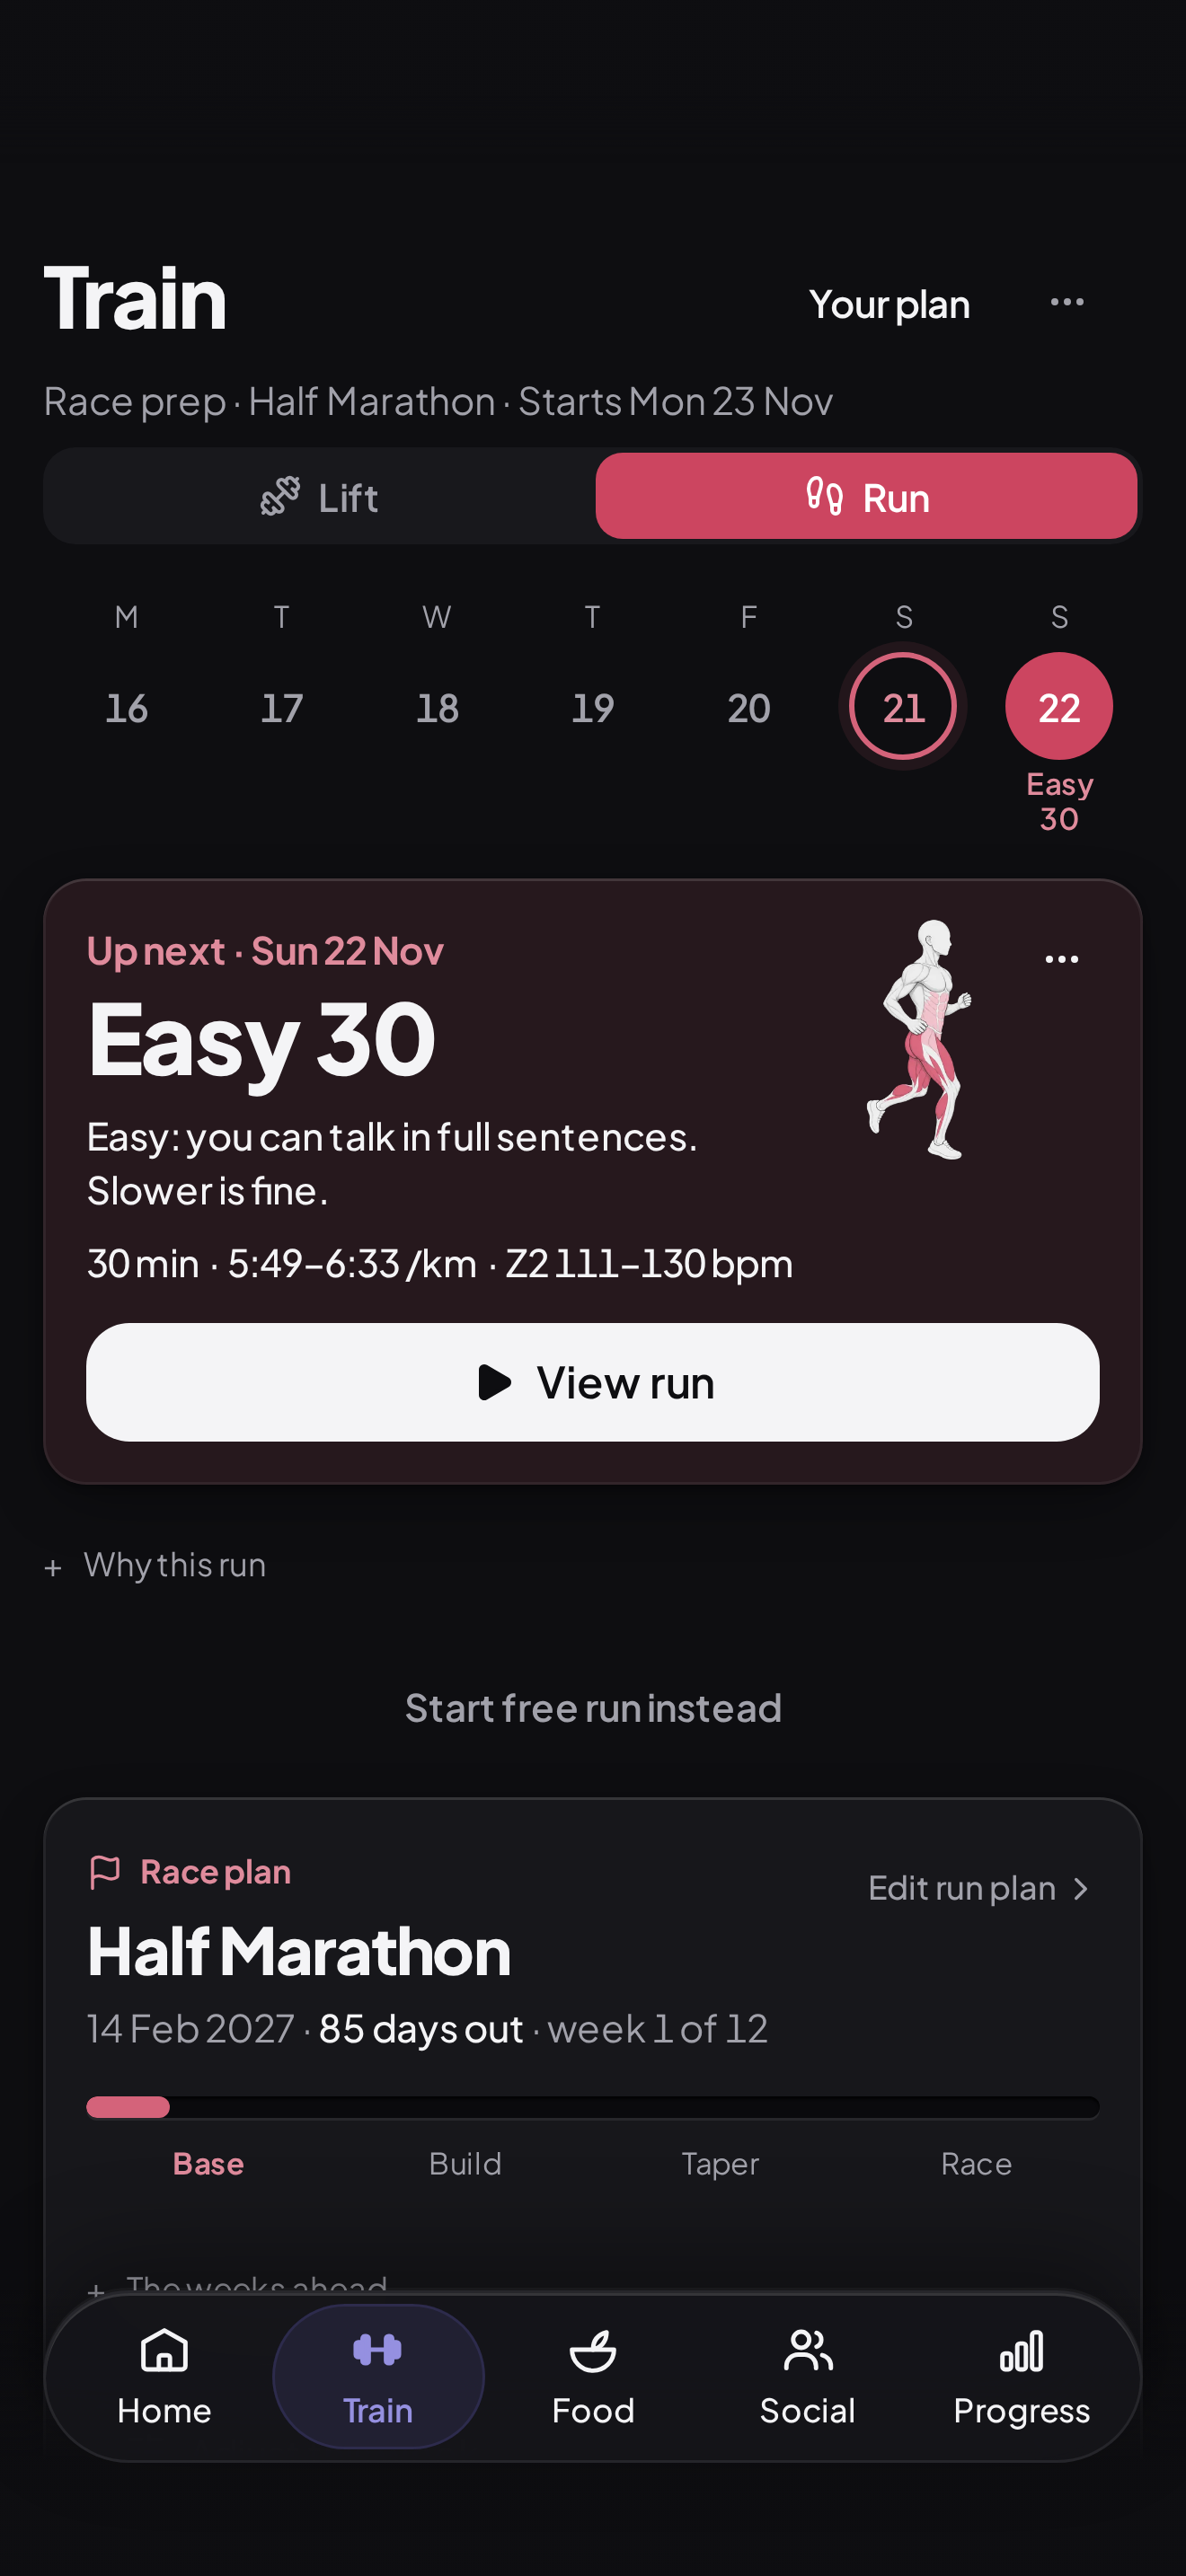 Train
Your plan
Race prep · Half Marathon · Starts Mon 23 Nov
Lift
Run
M T W T F S S
16 17 18 19 20 21 22
Easy
30
Up next · Sun 22 Nov
Easy 30
Easy: you can talk in full sentences.
Slower is fine.
30 min · 5:49–6:33 /km · Z2 111–130 bpm
View run
+ Why this run
Start free run instead
Race plan
Edit run plan
Half Marathon
14 Feb 2027 · 85 days out · week 1 of 12
Base Build Taper Race
+ The weeks ahead
Home Train Food Social Progress